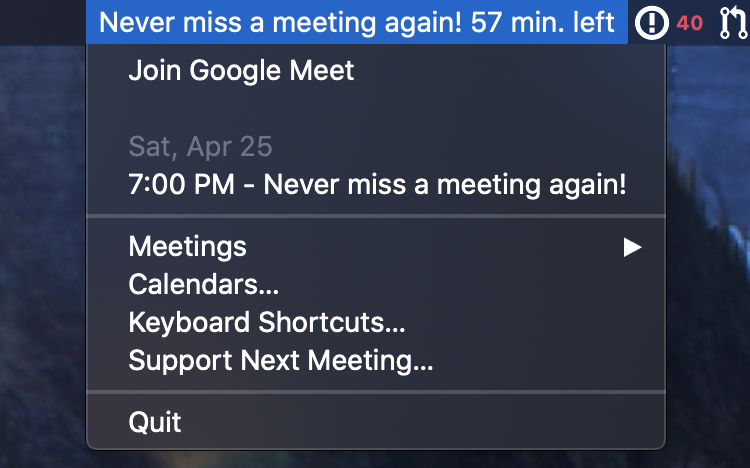 Never miss a meeting again! 57 min. left
40
Join Google Meet
Sat, Apr 25
7:00 PM - Never miss a meeting again!
Meetings
Calendars...
Keyboard Shortcuts...
Support Next Meeting...
Quit